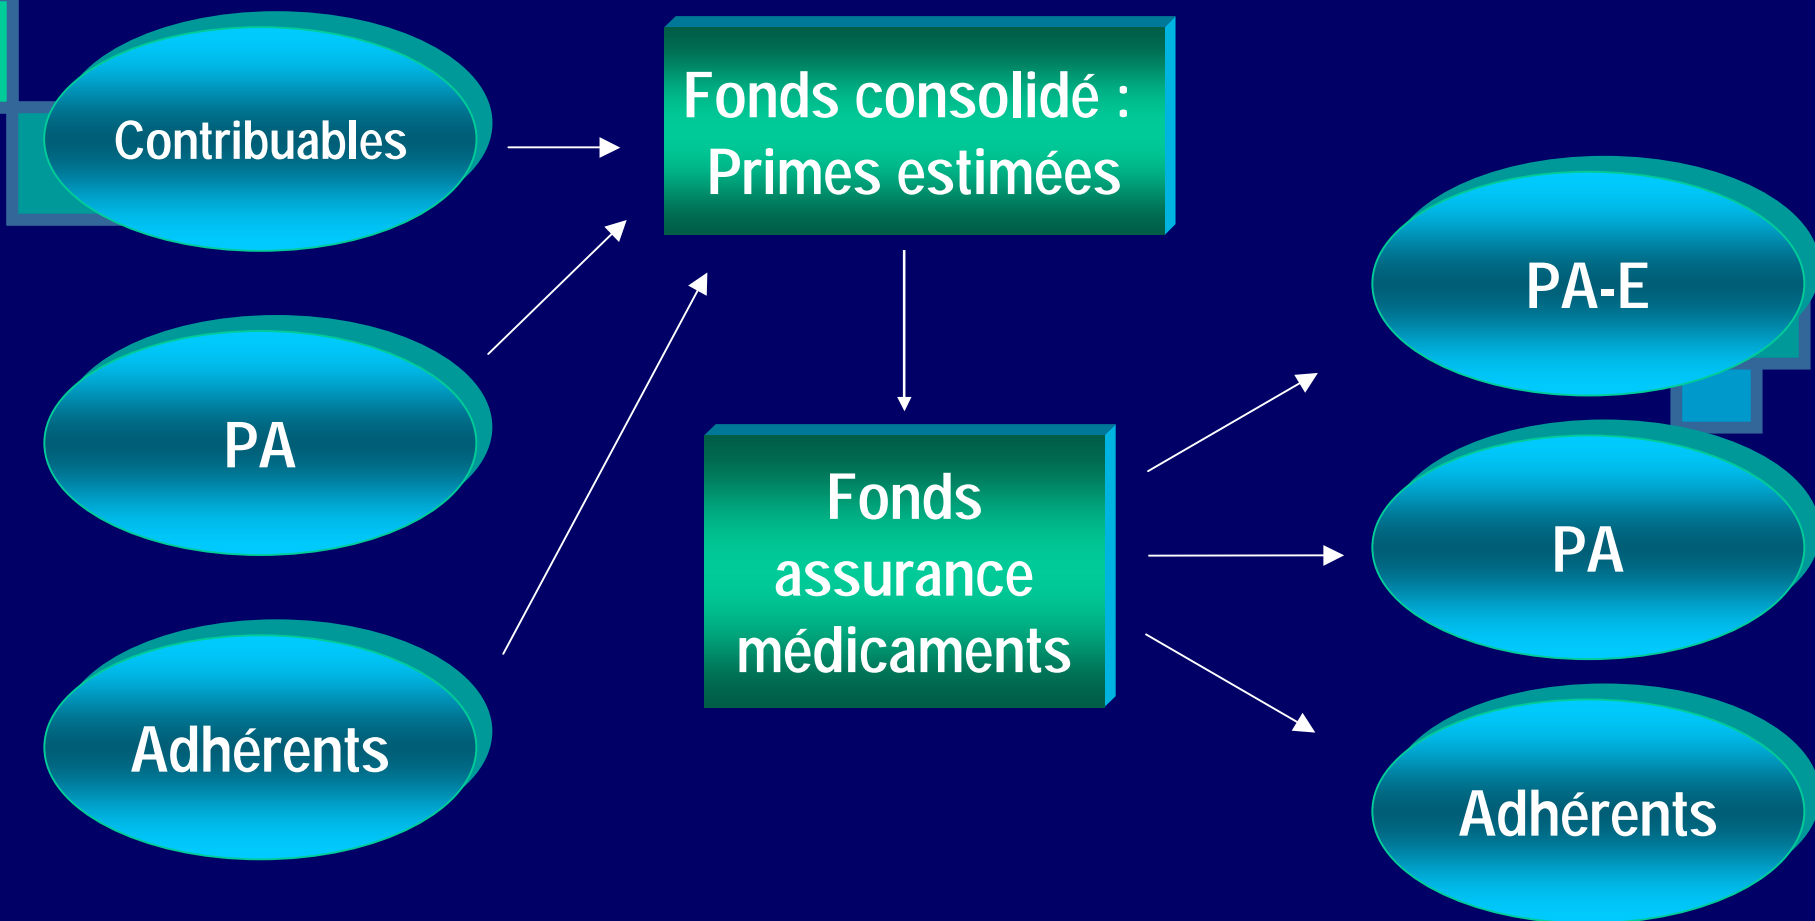 Contribuables
PA
Adhérents
Fonds consolidé :
Primes estimées
Fonds
assurance
médicaments
PA-E
PA
Adhérents